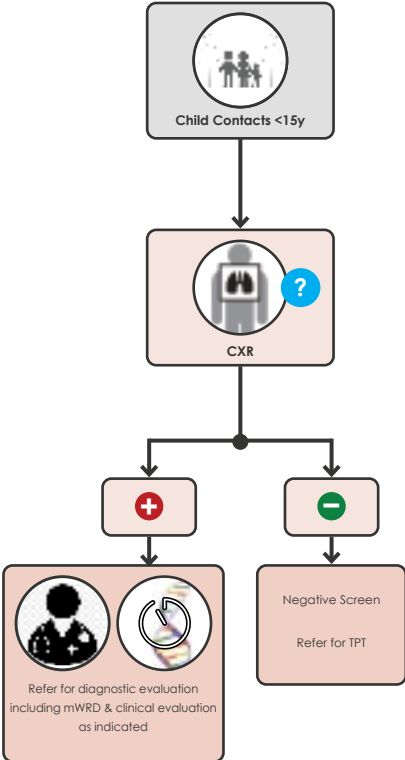 Child Contacts <15y
?
CXR
Negative Screen
Refer for TPT
Refer for diagnostic evaluation
including mWRD & clinical evaluation
as indicated